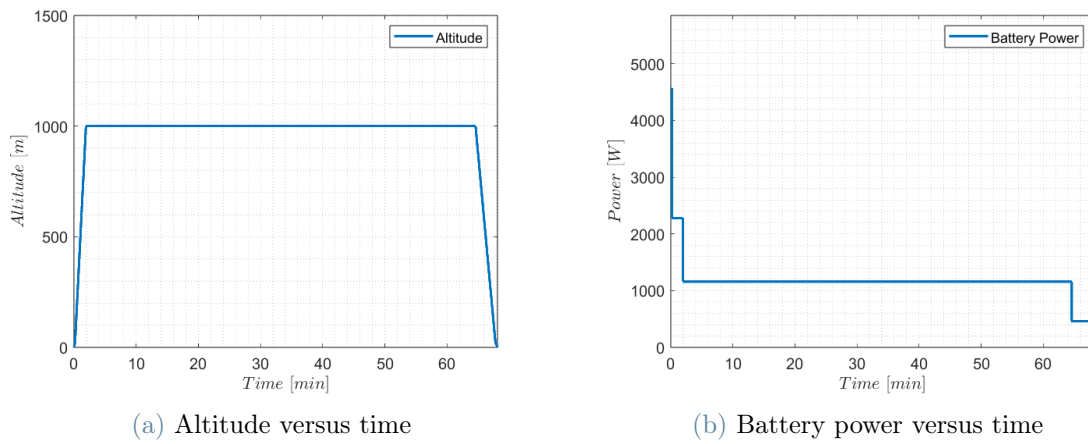 1500
Altitude
1000
500
0
Altitude [m]
0 10 20 30 40 50 60
Time [min]
(a) Altitude versus time
Battery Power
5000
4000
3000
2000
1000
0
Power [W]
0 10 20 30 40 50 60
Time [min]
(b) Battery power versus time